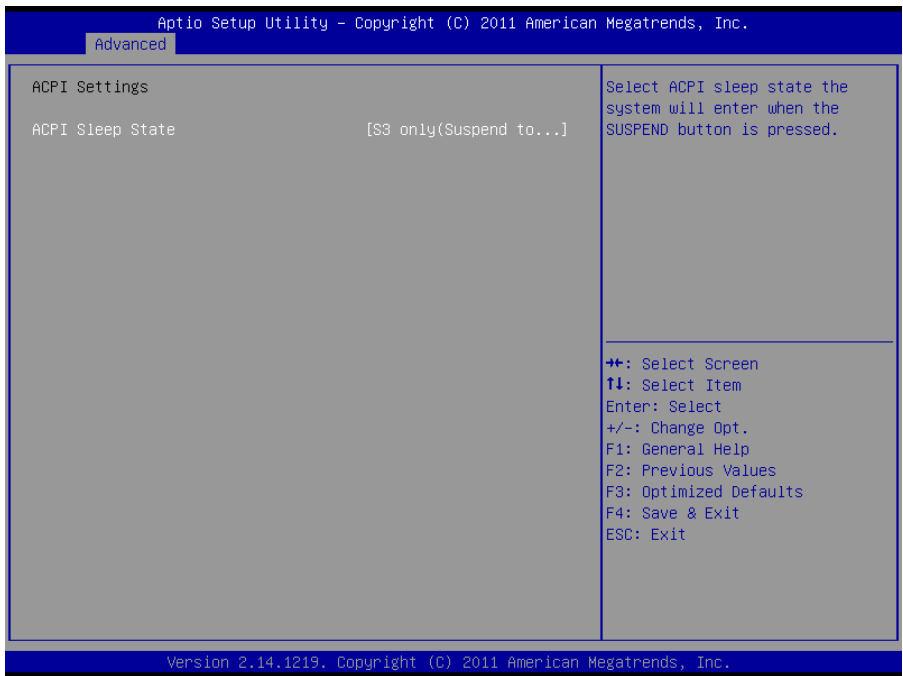 Aptio Setup Utility – Copyright (C) 2011 American Megatrends, Inc.
Advanced
ACPI Settings
ACPI Sleep State [S3 only(Suspend to...]
Select ACPI sleep state the
system will enter when the
SUSPEND button is pressed.
→←: Select Screen
↑↓: Select Item
Enter: Select
+/-: Change Opt.
F1: General Help
F2: Previous Values
F3: Optimized Defaults
F4: Save & Exit
ESC: Exit
Version 2.14.1219. Copyright (C) 2011 American Megatrends, Inc.